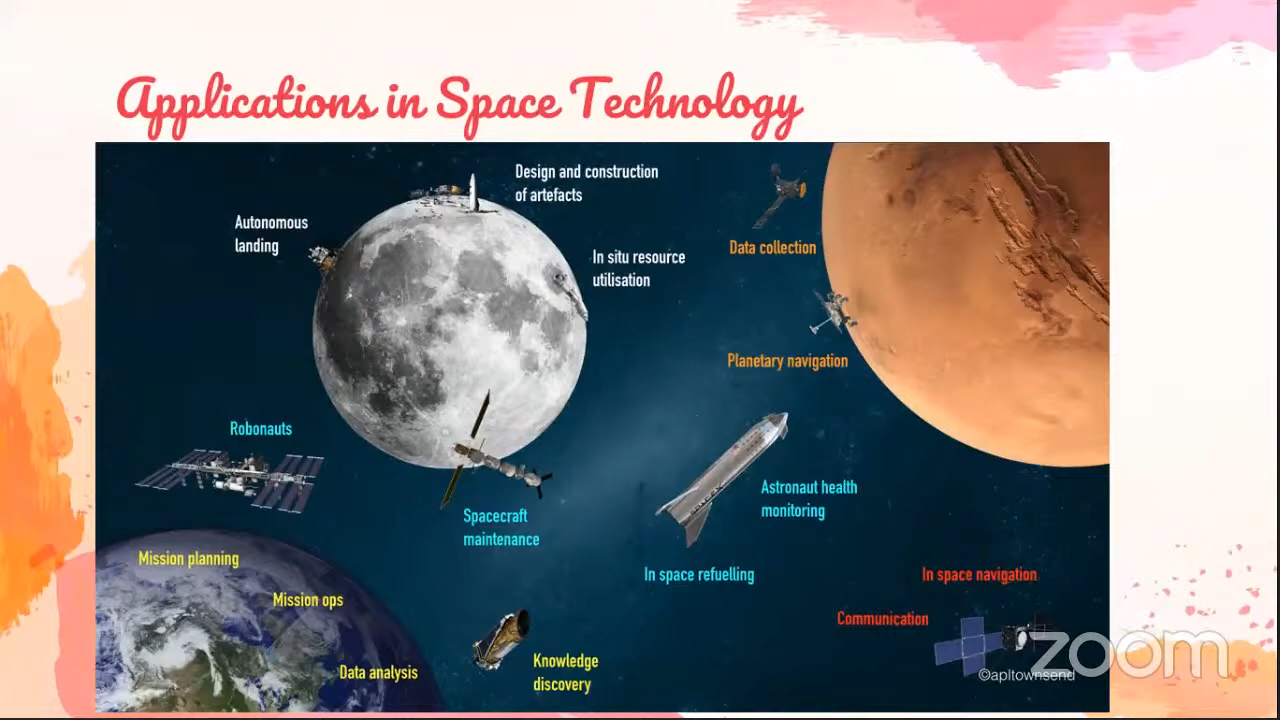 Applications in Space Technology
Design and construction
of artefacts
Autonomous
landing
In situ resource
utilisation
Data collection
Planetary navigation
Robonauts
Spacecraft
maintenance
Astronaut health
monitoring
In space refuelling
Mission planning
Mission ops
Data analysis
Knowledge
discovery
In space navigation
Communication
zoom
©apltownsend